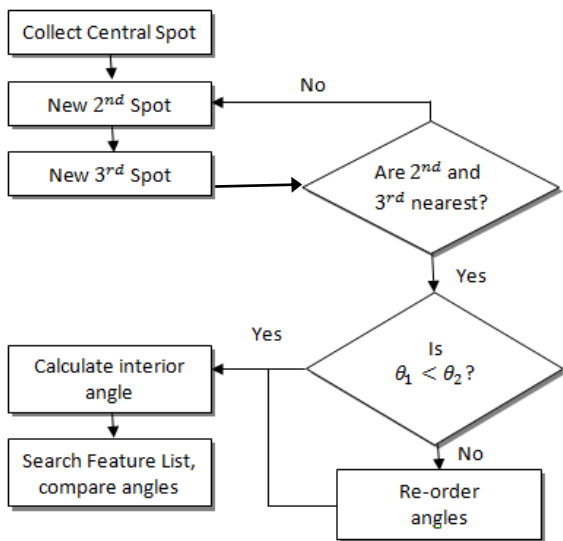 Collect Central Spot
New 2nd Spot
No
New 3rd Spot
Are 2nd and
3rd nearest?
Yes
Is
θ1 < θ2?
Yes
Calculate interior
angle
No
Search Feature List,
compare angles
Re-order
angles